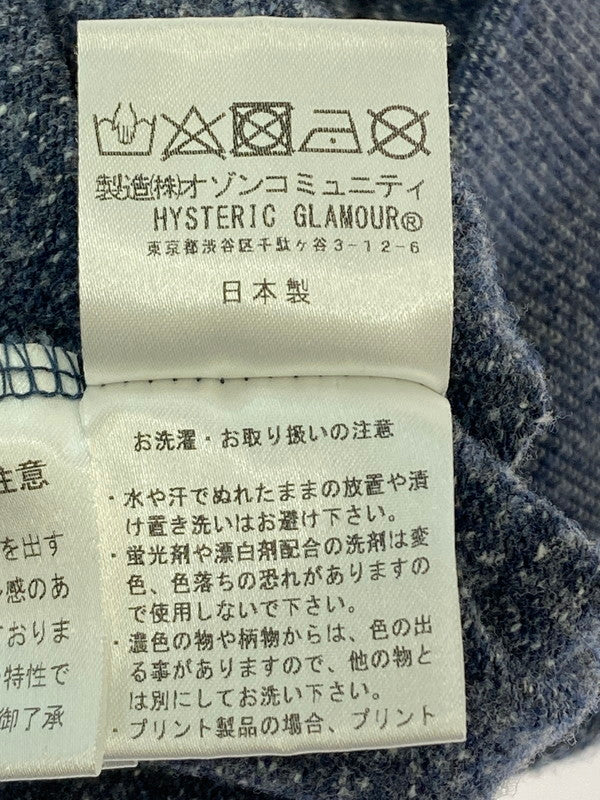 製造(株)オゾンコミュニティ
HYSTERIC GLAMOUR®
東京都渋谷区千駄ヶ谷3-12-6
日本製
お洗濯・お取り扱いの注意
・水や汗でぬれたままの放置や漬
け置き洗いはお避け下さい。
・蛍光剤や漂白剤配合の洗剤は変
色、色落ちの恐れがありますの
で使用しないで下さい。
・濃色の物や柄物からは、色の出
る事がありますので、他の物と
は別にしてお洗い下さい。
・プリント製品の場合、プリント
注意
を出す
感のあ
ておりま
特性で
御了承